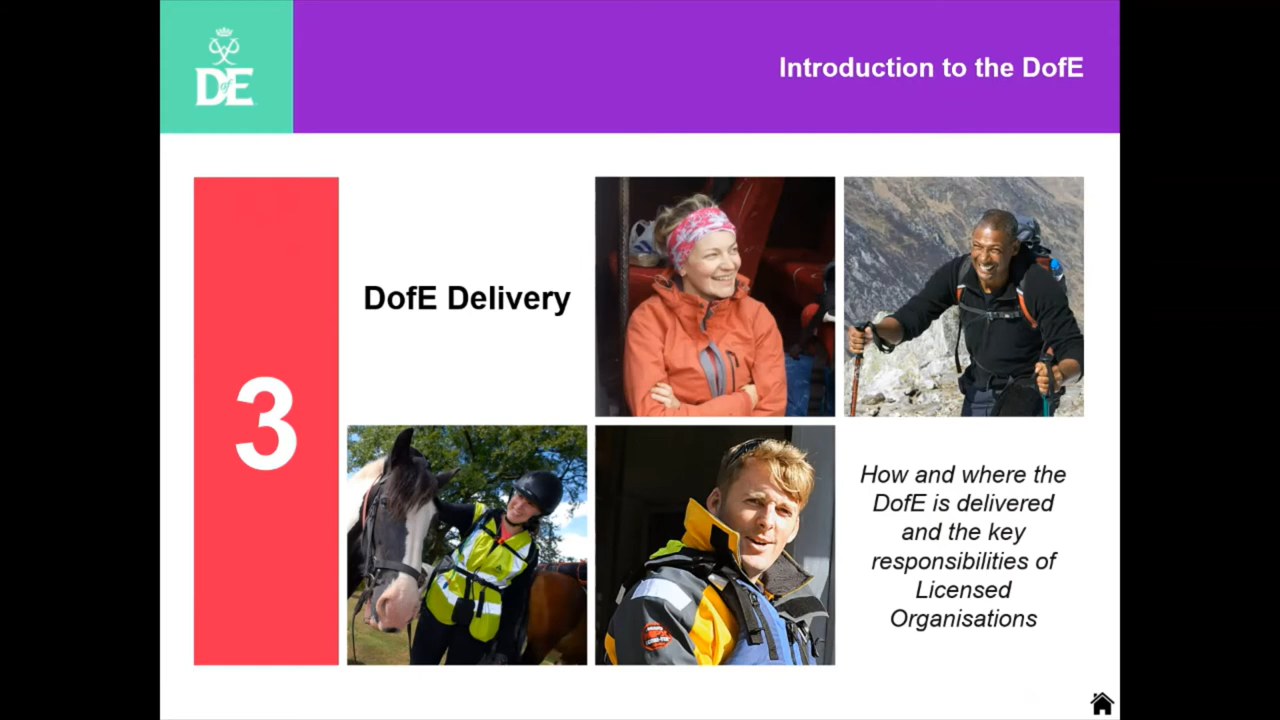 DofE
Introduction to the DofE
3
DofE Delivery
How and where the
DofE is delivered
and the key
responsibilities of
Licensed
Organisations